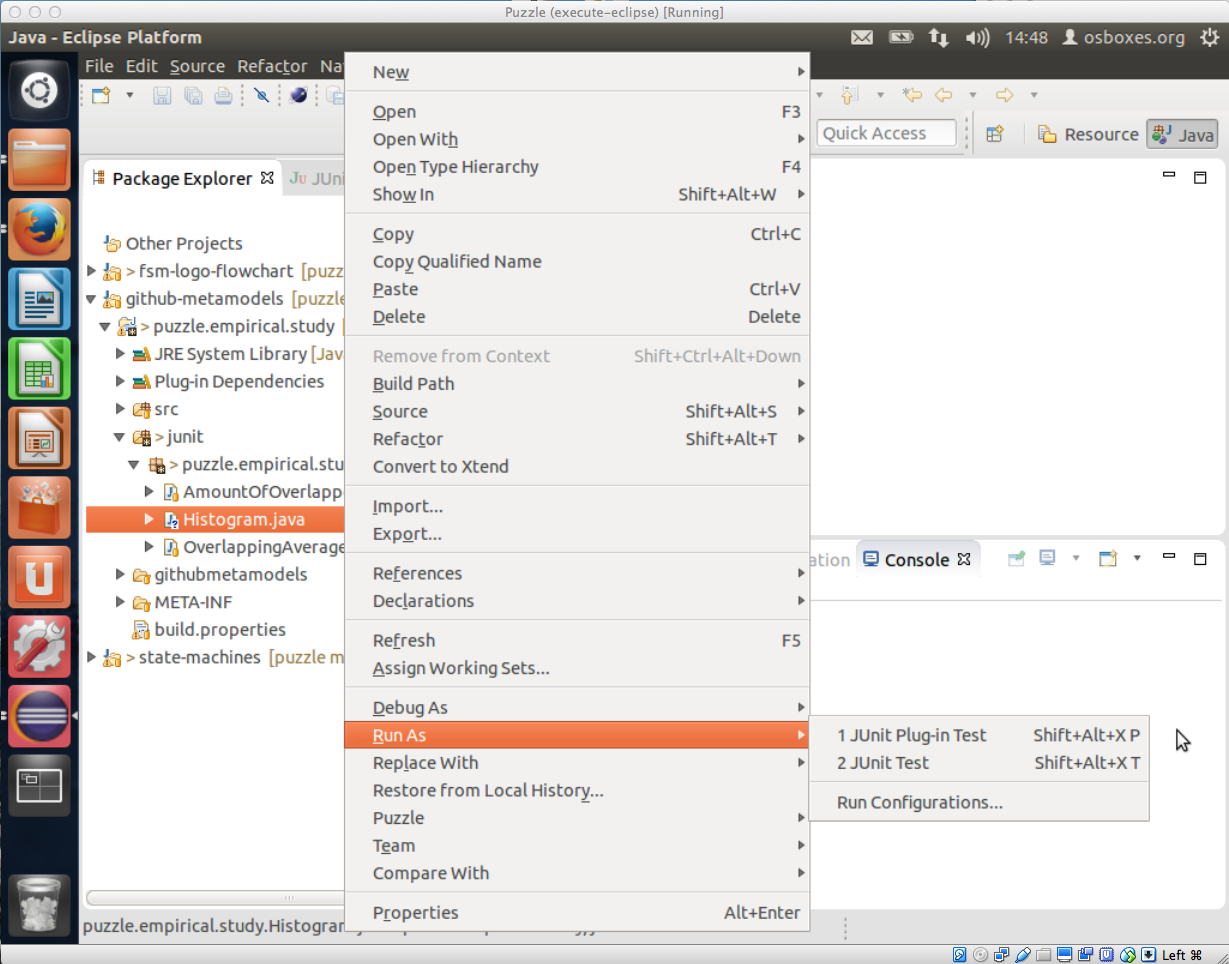 Puzzle (execute-eclipse) [Running]
Java - Eclipse Platform
14:48
osboxes.org
File Edit Source Refactor Na
Quick Access
Resource
Java
Package Explorer
JUni
Other Projects
> fsm-logo-flowchart [puzz
github-metamodels [puzzle
> puzzle.empirical.study [
JRE System Library [Jav
Plug-in Dependencies
src
> junit
> puzzle.empirical.stu
AmountOfOverlapp
Histogram.java
OverlappingAverage
githubmetamodels
META-INF
build.properties
> state-machines [puzzle m
New
Open F3
Open With
Open Type Hierarchy F4
Show In Shift+Alt+W
Copy Ctrl+C
Copy Qualified Name
Paste Ctrl+V
Delete Delete
Remove from Context Shift+Ctrl+Alt+Down
Build Path
Source Shift+Alt+S
Refactor Shift+Alt+T
Convert to Xtend
Import...
Export...
References
Declarations
Refresh F5
Assign Working Sets...
Debug As
Run As
Replace With
Restore from Local History...
Puzzle
Team
Compare With
Properties Alt+Enter
1 JUnit Plug-in Test Shift+Alt+X P
2 JUnit Test Shift+Alt+X T
Run Configurations...
ation
Console
puzzle.empirical.study.Histogram
Left ⌘